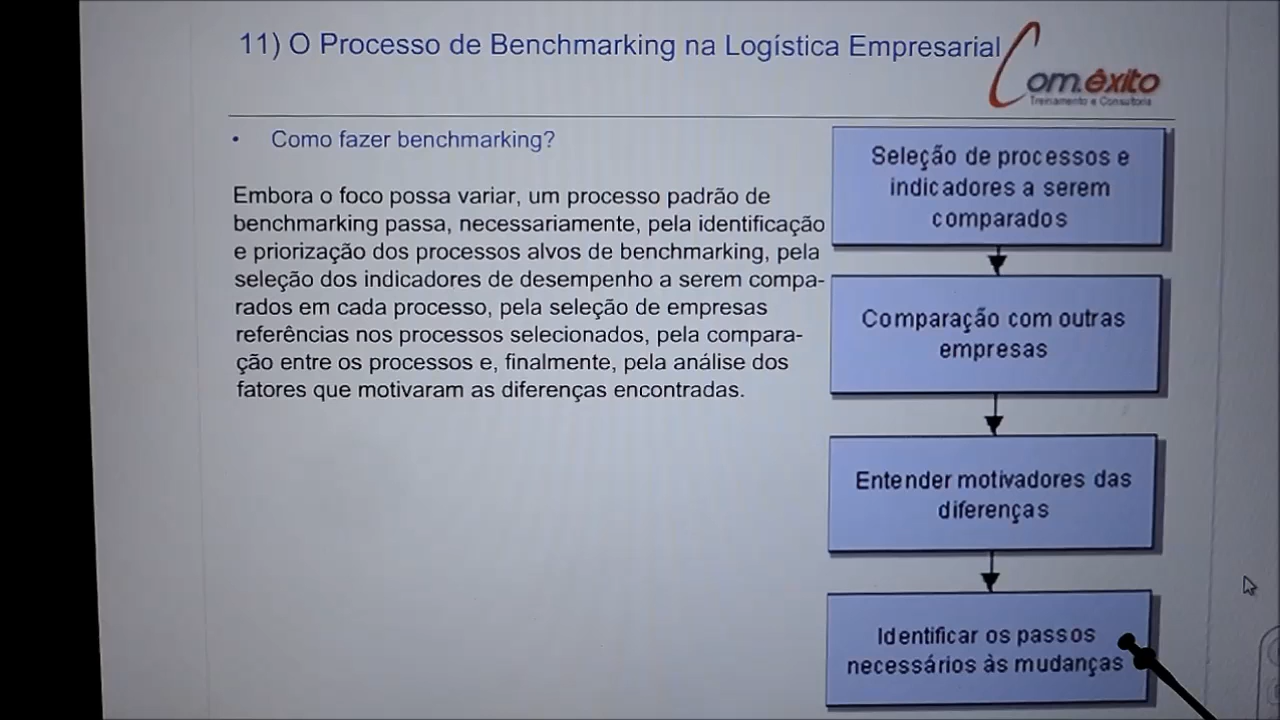 11) O Processo de Benchmarking na Logística Empresarial
Com.êxito
Treinamento e Consultoria
• Como fazer benchmarking?
Embora o foco possa variar, um processo padrão de
benchmarking passa, necessariamente, pela identificação
e priorização dos processos alvos de benchmarking, pela
seleção dos indicadores de desempenho a serem compa-
rados em cada processo, pela seleção de empresas
referências nos processos selecionados, pela compara-
ção entre os processos e, finalmente, pela análise dos
fatores que motivaram as diferenças encontradas.
Seleção de processos e
indicadores a serem
comparados
Comparação com outras
empresas
Entender motivadores das
diferenças
Identificar os passos
necessários às mudanças